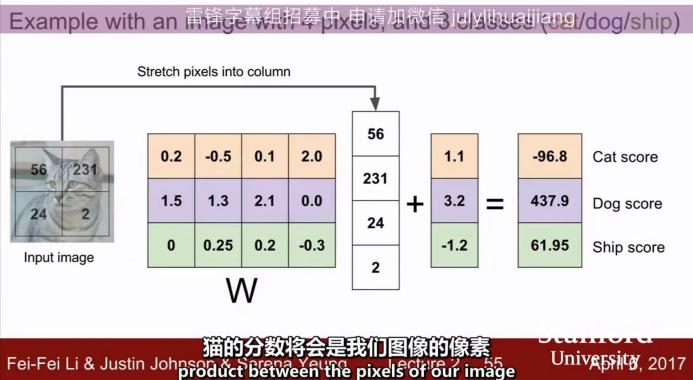 雷锋字幕组招募中,申请加微信 julylihuaijiang
Example with an image with 4 pixels, and 3 classes (cat/dog/ship)
Stretch pixels into column
56 231
24 2
Input image
0.2 -0.5 0.1 2.0
1.5 1.3 2.1 0.0
0 0.25 0.2 -0.3
W
56
231
24
2
+
1.1
3.2
-1.2
=
-96.8 Cat score
437.9 Dog score
61.95 Ship score
猫的分数将会是我们图像的像素
product between the pixels of our image
Fei-Fei Li & Justin Johnson & Serena Yeung Lecture 2 - 55 April 6, 2017
Stanford
University